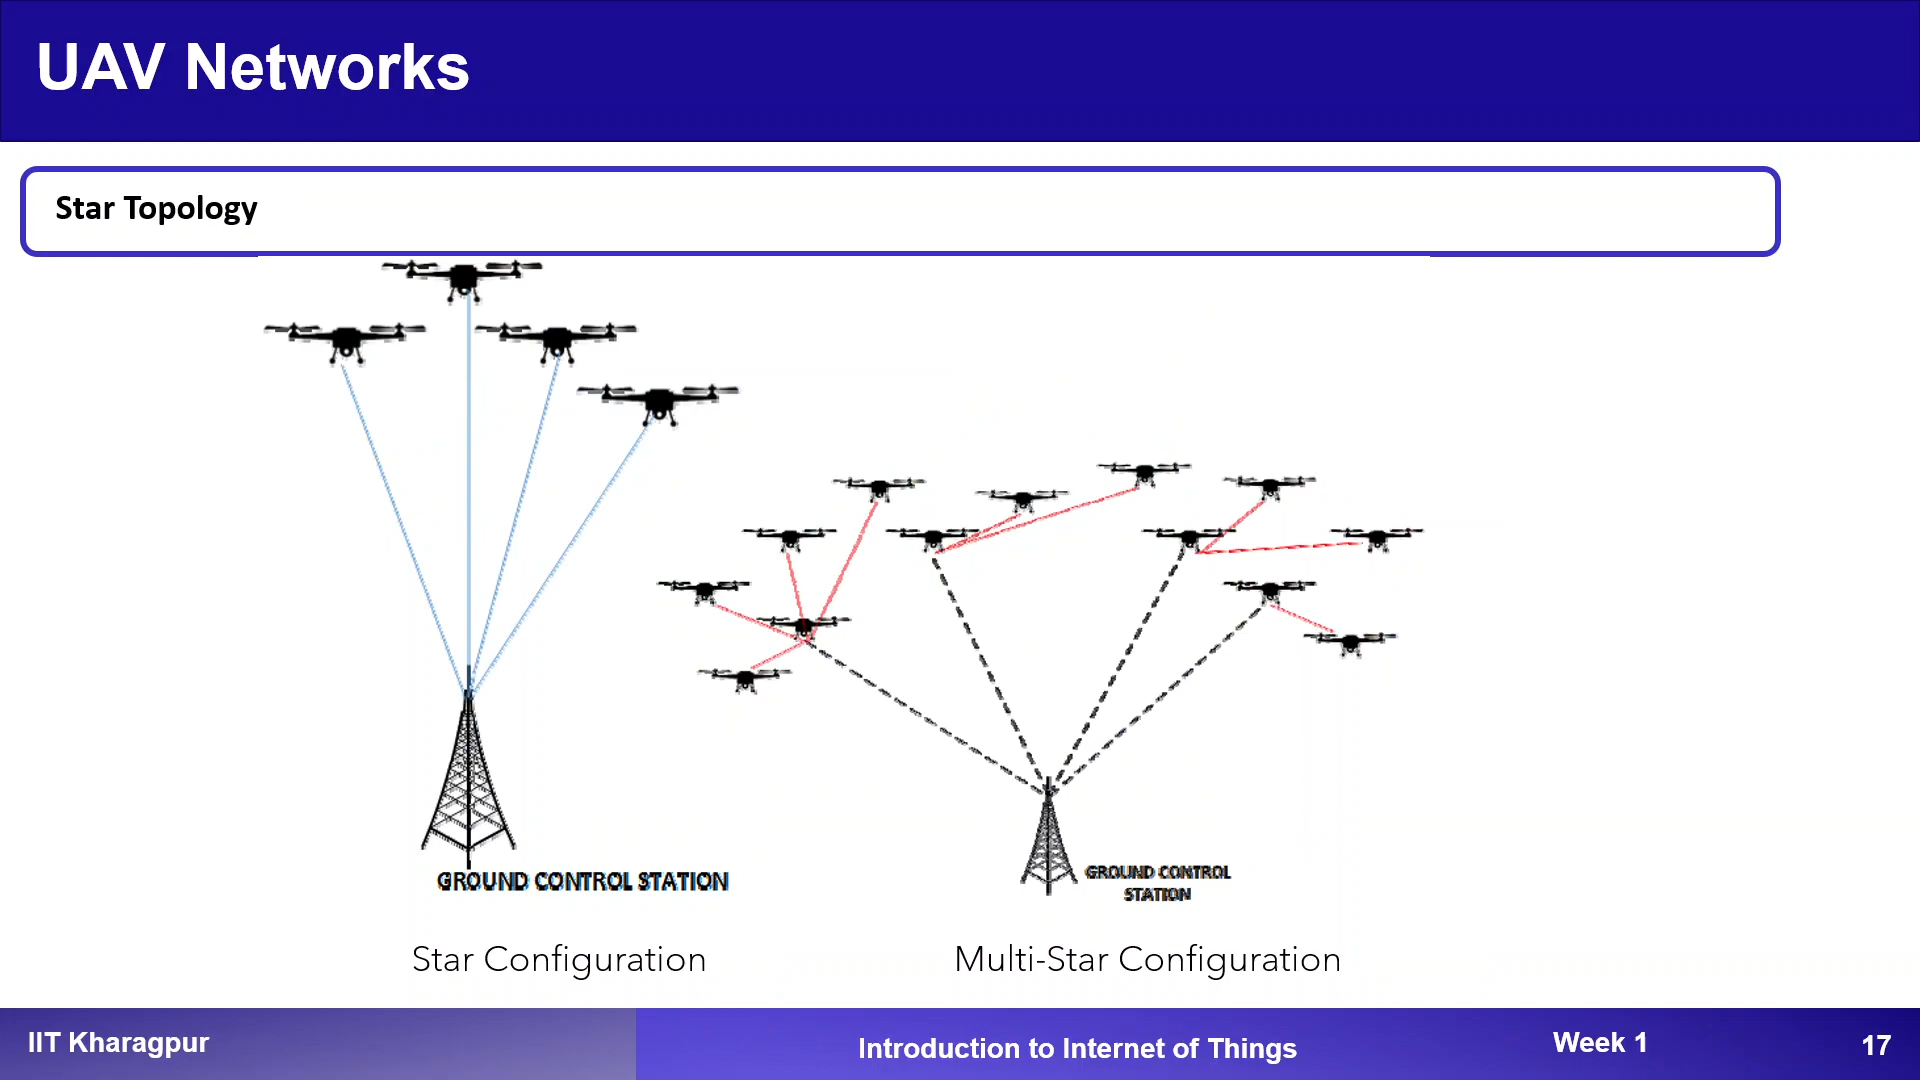 UAV Networks
Star Topology
GROUND CONTROL STATION
GROUND CONTROL
STATION
Star Configuration
Multi-Star Configuration
IIT Kharagpur
Introduction to Internet of Things
Week 1
17